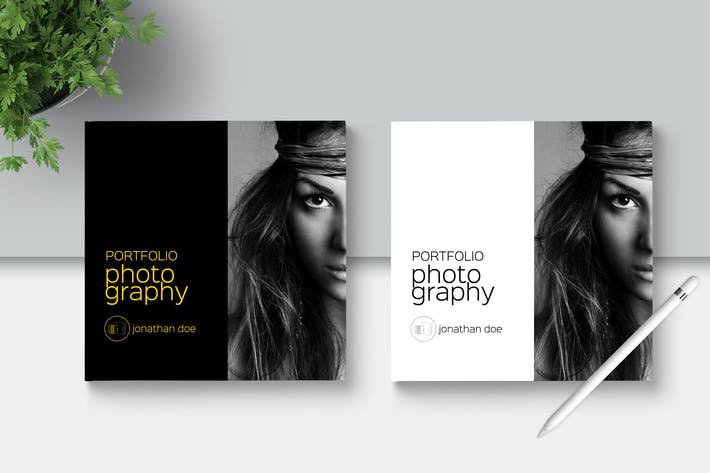 PORTFOLIO
photo
graphy
jonathan doe
PORTFOLIO
photo
graphy
jonathan doe